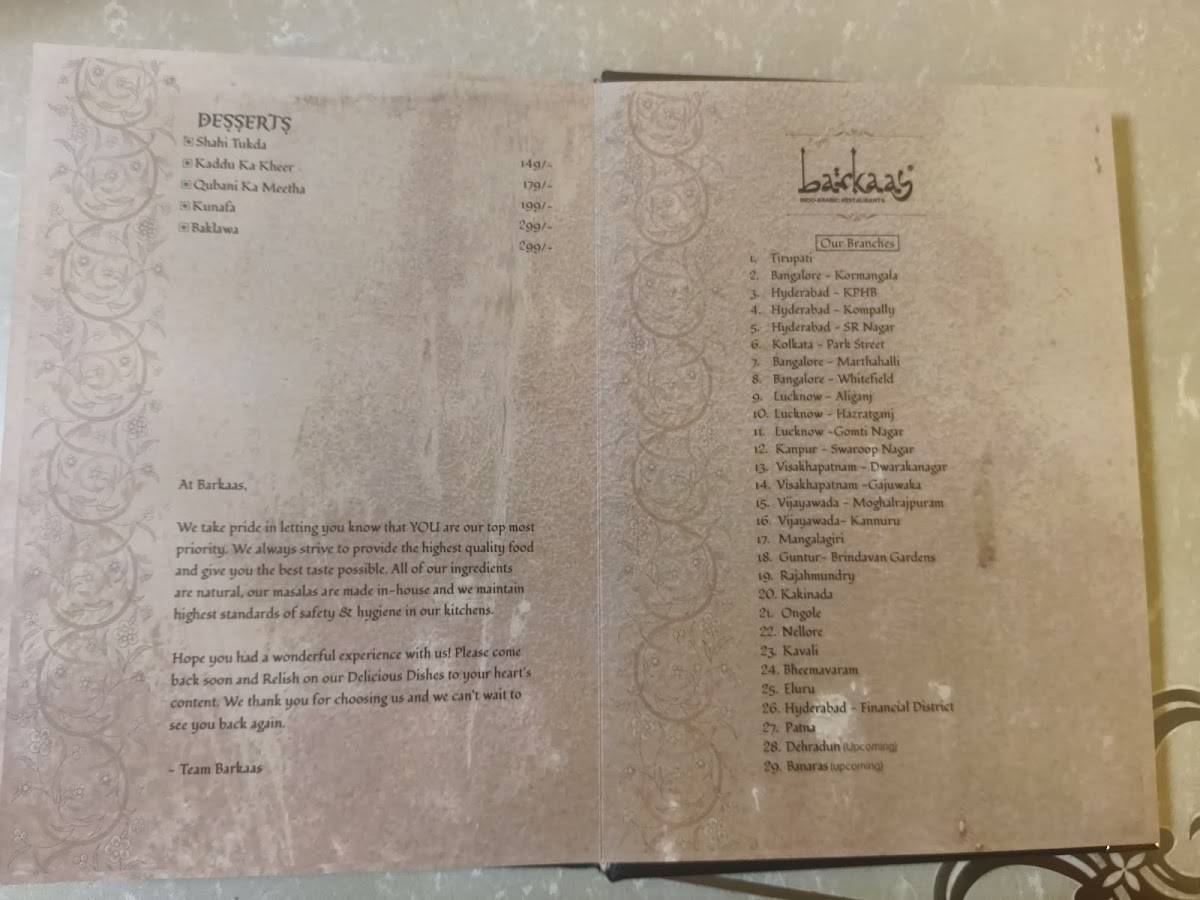 DESSERTS
Shahi Tukda
Kaddu Ka Kheer 149/-
Qubani Ka Meetha 179/-
Kunafa 199/-
Baklawa 299/-
299/-
At Barkaas,
We take pride in letting you know that YOU are our top most
priority. We always strive to provide the highest quality food
and give you the best taste possible. All of our ingredients
are natural, our masalas are made in-house and we maintain
highest standards of safety & hygiene in our kitchens.
Hope you had a wonderful experience with us! Please come
back soon and Relish on our Delicious Dishes to your heart's
content. We thank you for choosing us and we can't wait to
see you back again.
- Team Barkaas
barkaas
INDO-ARABIC RESTAURANTS
Our Branches
1. Tirupati
2. Bangalore - Kormangala
3. Hyderabad - KPHB
4. Hyderabad - Kompally
5. Hyderabad - SR Nagar
6. Kolkata - Park Street
7. Bangalore - Marthahalli
8. Bangalore - Whitefield
9. Lucknow - Aliganj
10. Lucknow - Hazratganj
11. Lucknow -Gomti Nagar
12. Kanpur - Swaroop Nagar
13. Visakhapatnam - Dwarakanagar
14. Visakhapatnam -Gajuwaka
15. Vijayawada - Moghalrajpuram
16. Vijayawada- Kannuru
17. Mangalagiri
18. Guntur- Brindavan Gardens
19. Rajahmundry
20. Kakinada
21. Ongole
22. Nellore
23. Kavali
24. Bheemavaram
25. Eluru
26. Hyderabad - Financial District
27. Patna
28. Dehradun (Upcoming)
29. Banaras (upcoming)